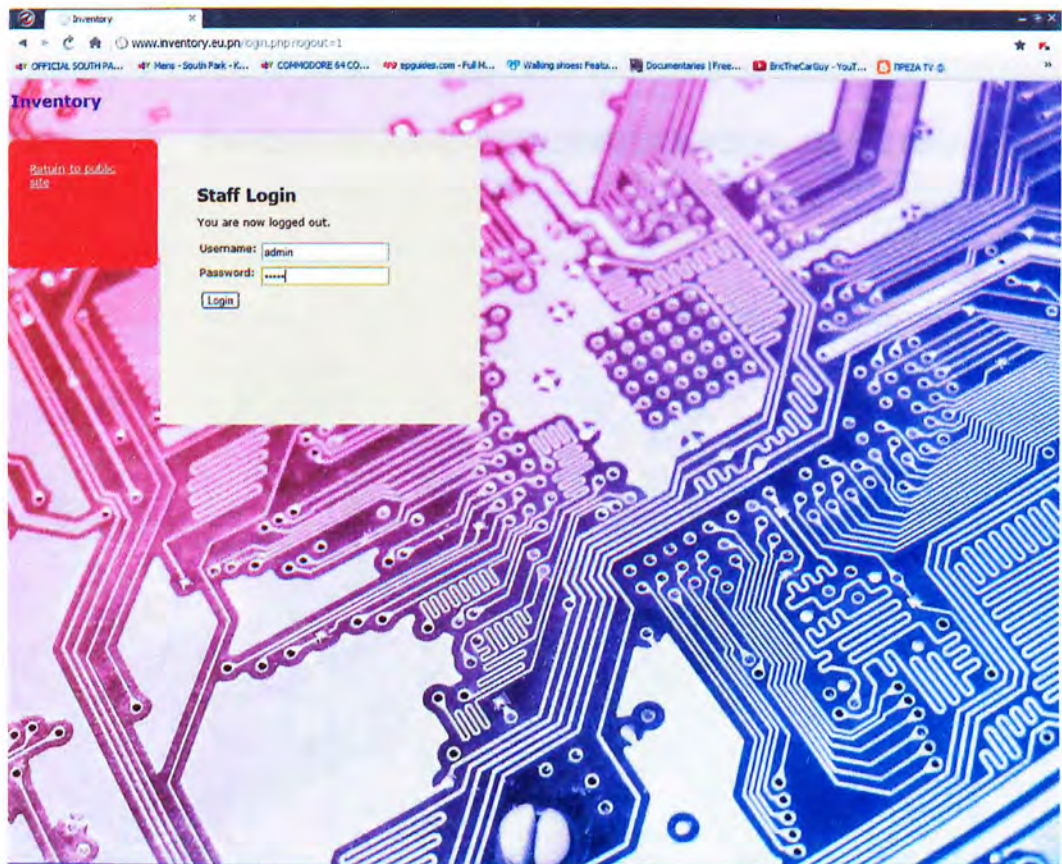 Inventory
www.inventory.eu.pn/login.php?logout=1
OFFICIAL SOUTH PA... Mens - South Park - K... COMMODORE 64 CO... epguides.com - Full M... Walking shoes: Featu... Documentaries | Free... EricTheCarGuy - YouT... ΠΡΕΖΑ TV
Inventory
Return to public
site
Staff Login
You are now logged out.
Username: admin
Password: •••••
Login